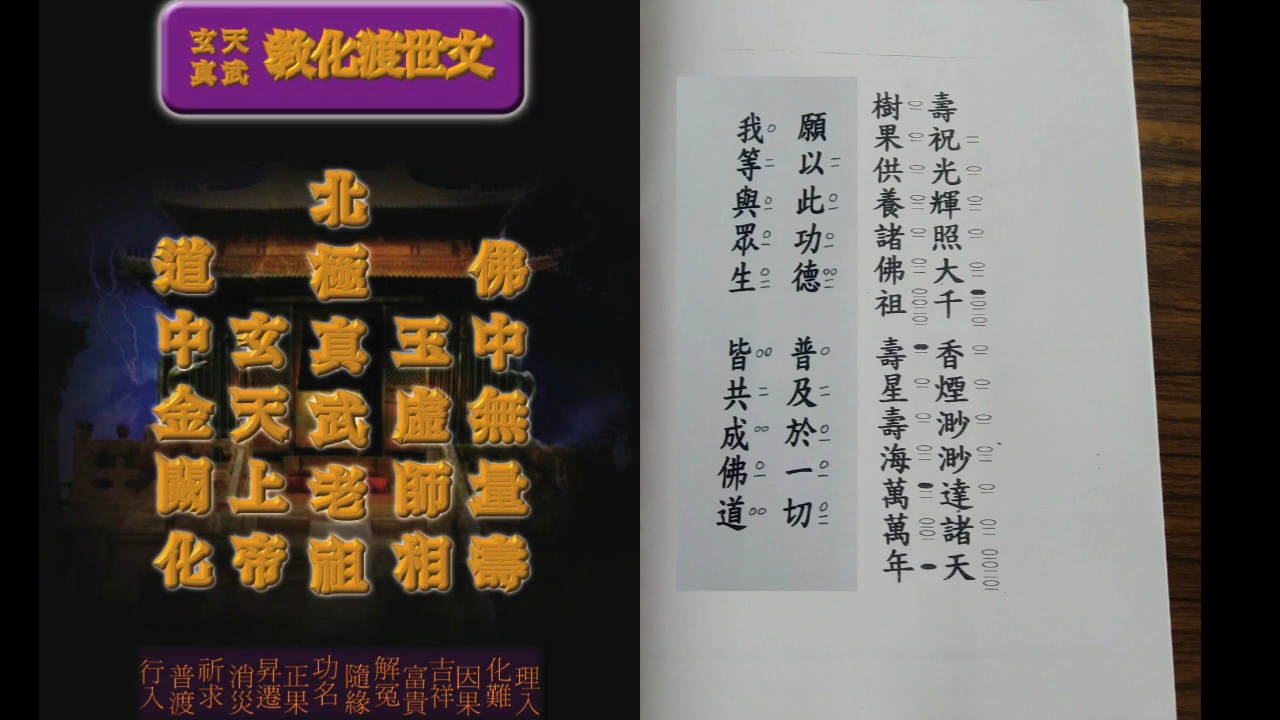 玄天
真武
教化渡世文
佛中無量壽
玉虛師相
北極真武老祖
玄天上帝
道中金闕化
理入
化難
因果
吉祥
富貴
解冤
隨緣
功名
正果
昇遷
消災
祈求
普渡
行入
壽祝光輝照大千 香煙渺渺達諸天
樹果供養諸佛祖 壽星壽海萬萬年
願以此功德 普及於一切
我等與眾生 皆共成佛道